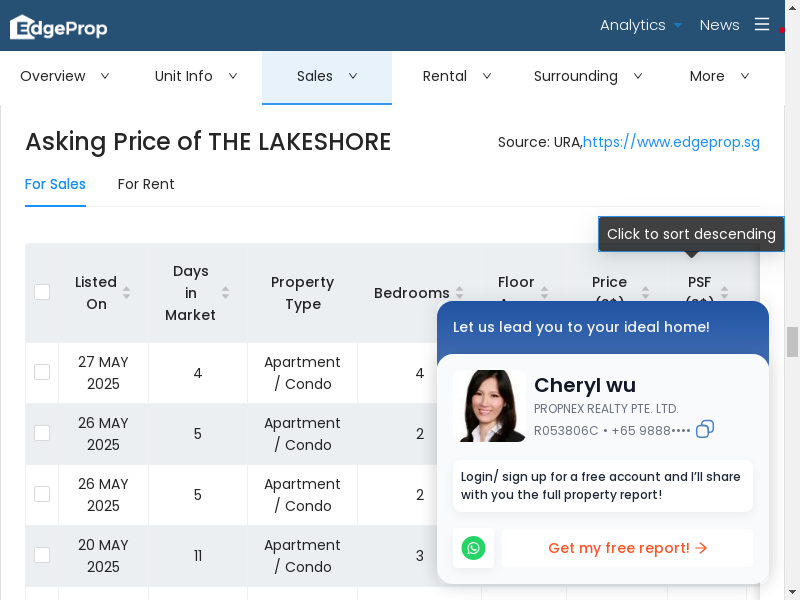 EdgeProp
Analytics
News
Overview
Unit Info
Sales
Rental
Surrounding
More
Asking Price of THE LAKESHORE
Source: URA,https://www.edgeprop.sg
For Sales
For Rent
Click to sort descending
Listed On
Days in Market
Property Type
Bedrooms
Floor
Price
PSF
27 MAY 2025
4
Apartment / Condo
4
26 MAY 2025
5
Apartment / Condo
2
26 MAY 2025
5
Apartment / Condo
2
20 MAY 2025
11
Apartment / Condo
3
Let us lead you to your ideal home!
Cheryl wu
PROPNEX REALTY PTE. LTD.
R053806C • +65 9888••••
Login/ sign up for a free account and I’ll share
with you the full property report!
Get my free report!